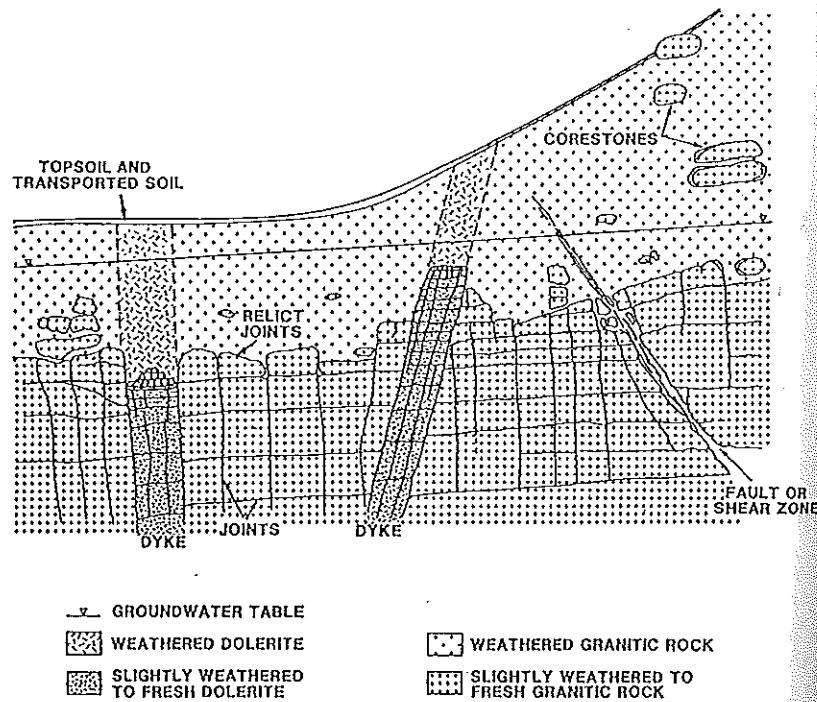 CORESTONES
TOPSOIL AND
TRANSPORTED SOIL
RELICT
JOINTS
FAULT OR
SHEAR ZONE
JOINTS
DYKE
DYKE
GROUNDWATER TABLE
WEATHERED DOLERITE
WEATHERED GRANITIC ROCK
SLIGHTLY WEATHERED
TO FRESH DOLERITE
SLIGHTLY WEATHERED TO
FRESH GRANITIC ROCK